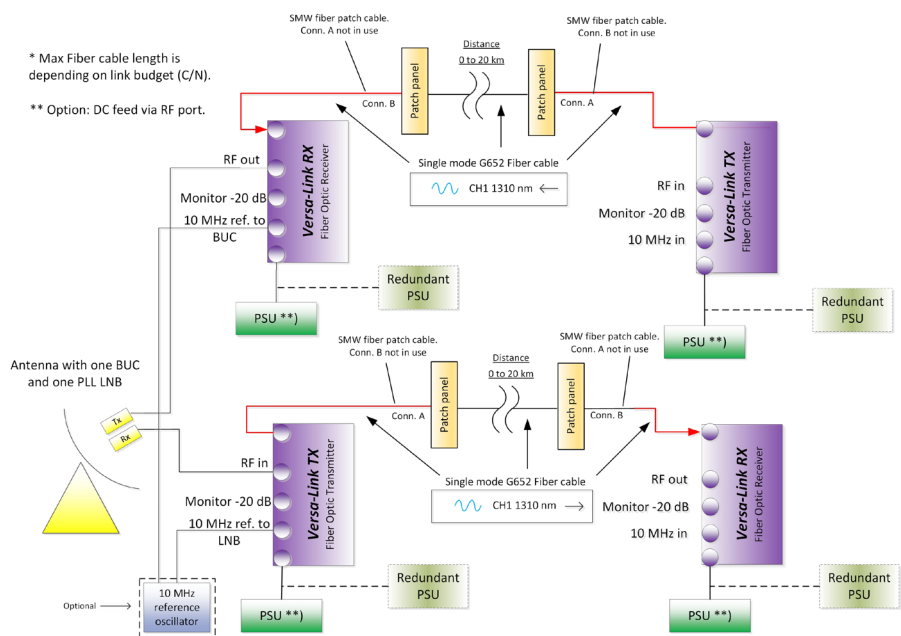 * Max Fiber cable length is
depending on link budget (C/N).
** Option: DC feed via RF port.
SMW fiber patch cable.
Conn. A not in use
Distance
0 to 20 km
SMW fiber patch cable.
Conn. B not in use
Patch panel
Conn. B
Patch panel
Conn. A
Single mode G652 Fiber cable
CH1 1310 nm
Versa-Link RX
Fiber Optic Receiver
RF out
Monitor -20 dB
10 MHz ref. to
BUC
Redundant
PSU
PSU **)
Versa-Link TX
Fiber Optic Transmitter
RF in
Monitor -20 dB
10 MHz in
Redundant
PSU
PSU **)
Antenna with one BUC
and one PLL LNB
Tx
Rx
SMW fiber patch cable.
Conn. B not in use
Distance
0 to 20 km
SMW fiber patch cable.
Conn. A not in use
Conn. A
Patch panel
Patch panel
Conn. B
Single mode G652 Fiber cable
CH1 1310 nm
Versa-Link TX
Fiber Optic Transmitter
RF in
Monitor -20 dB
10 MHz ref. to
LNB
Redundant
PSU
PSU **)
Versa-Link RX
Fiber Optic Receiver
RF out
Monitor -20 dB
10 MHz in
Redundant
PSU
PSU **)
Optional
10 MHz
reference
oscillator